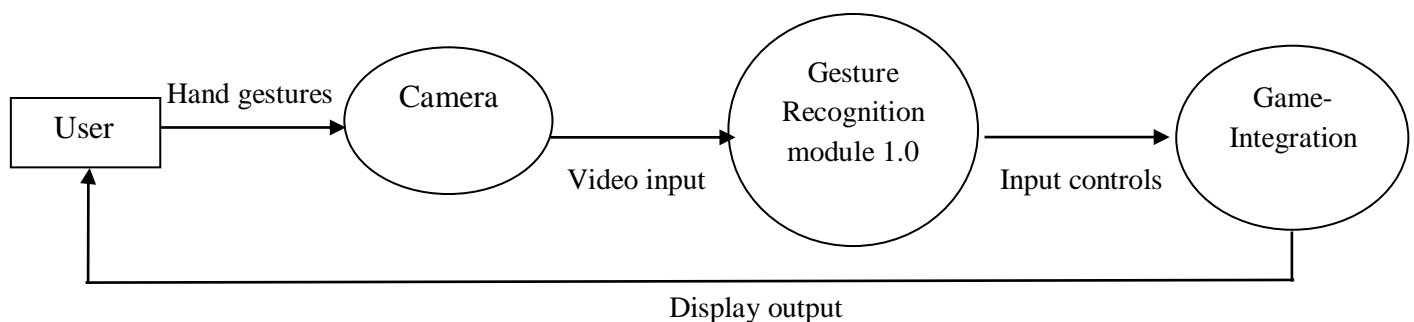 User
Hand gestures
Camera
Video input
Gesture
Recognition
module 1.0
Input controls
Game-
Integration
Display output